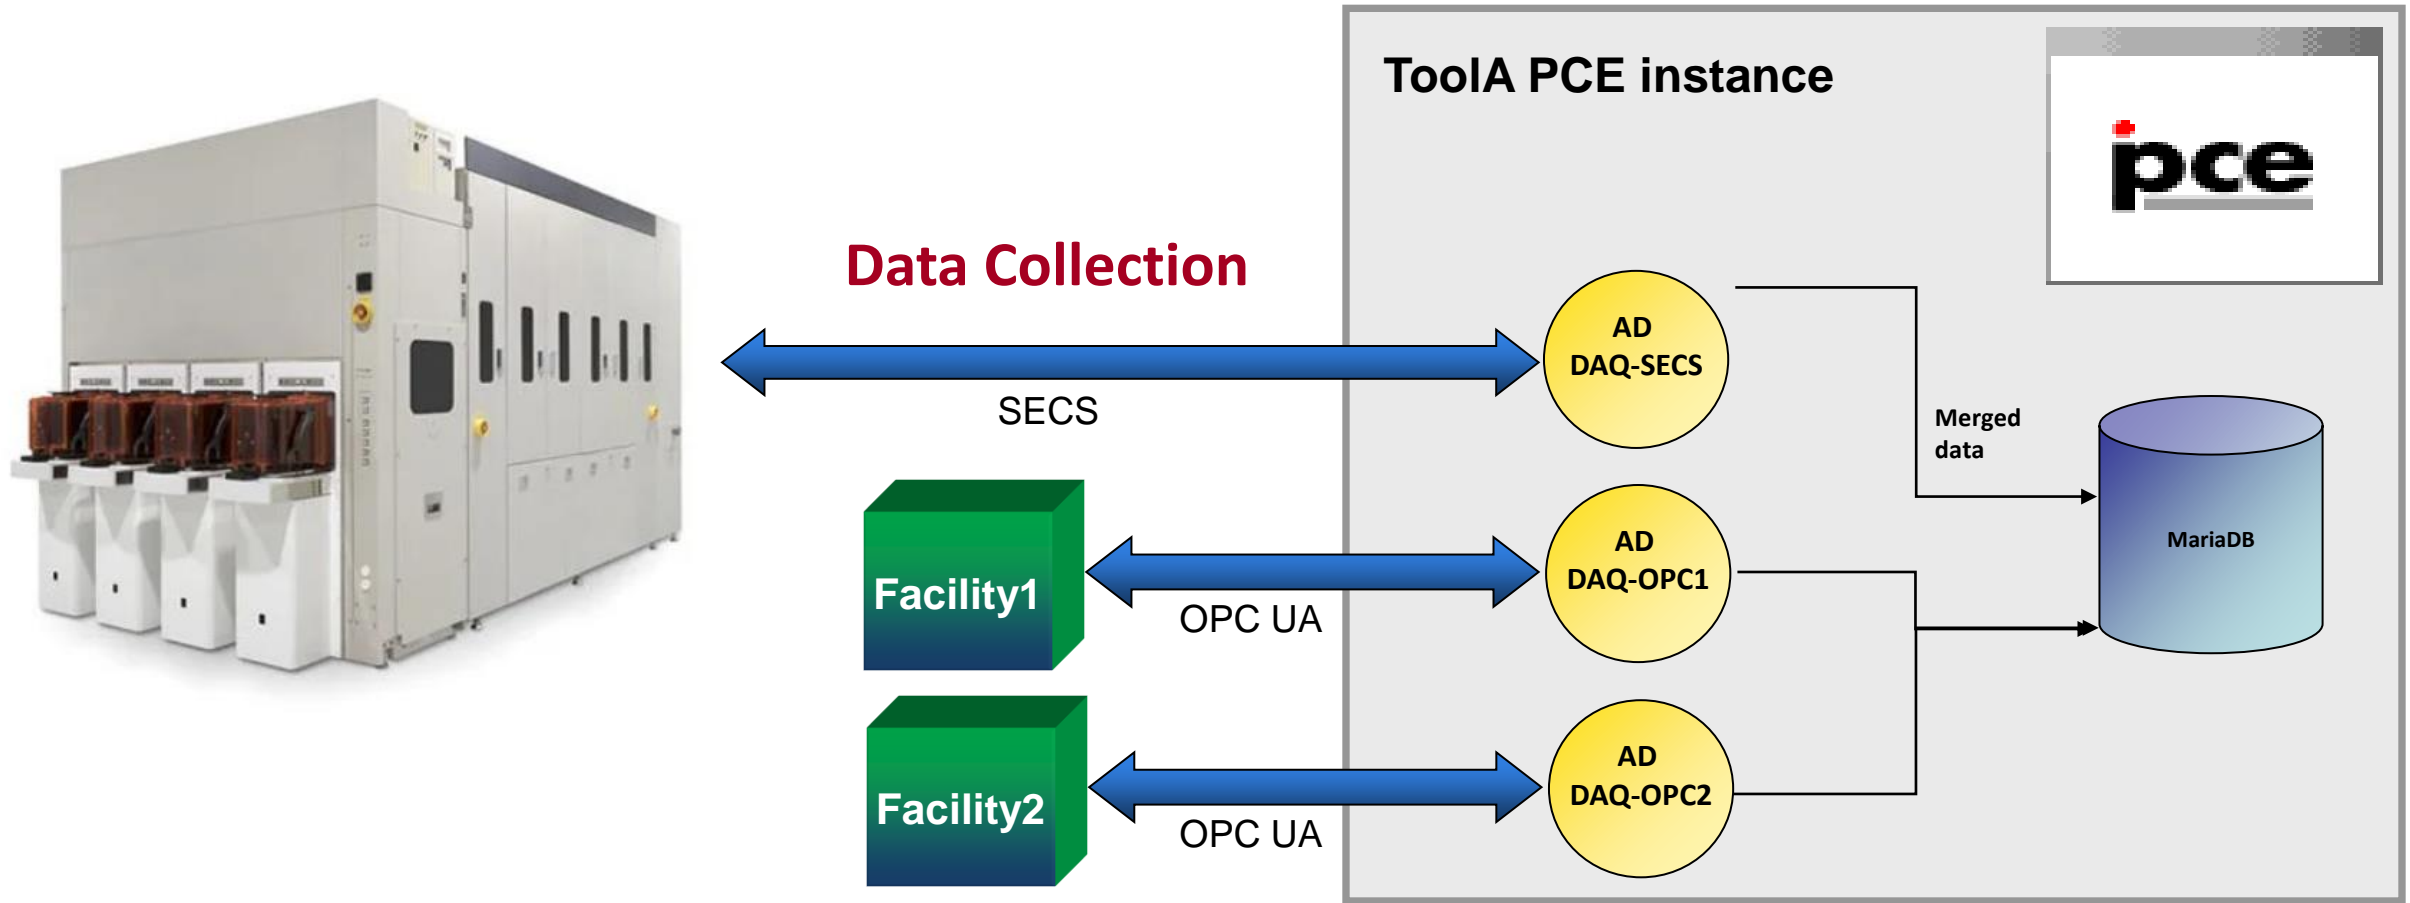 ToolA PCE instance
pce
Data Collection
AD
DAQ-SECS
SECS
Merged
data
MariaDB
Facility1
OPC UA
AD
DAQ-OPC1
Facility2
OPC UA
AD
DAQ-OPC2